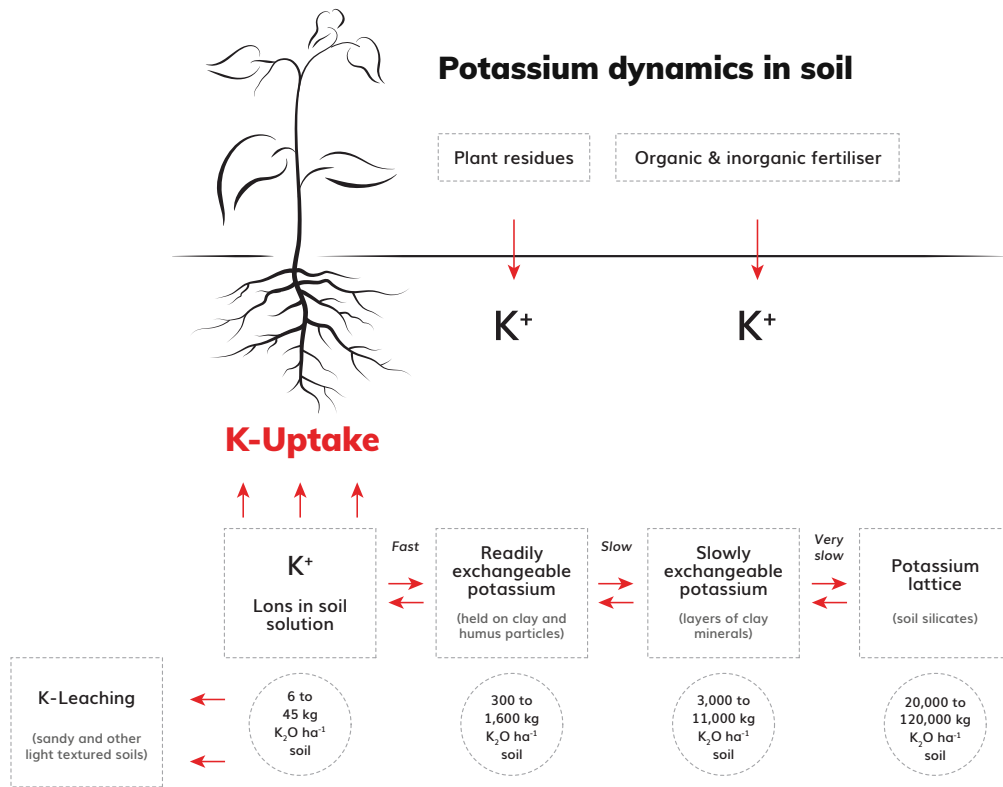 Potassium dynamics in soil
Plant residues
Organic & inorganic fertiliser
K⁺
K⁺
K-Uptake
K⁺
Lons in soil
solution
Fast
Readily
exchangeable
potassium
(held on clay and
humus particles)
Slow
Slowly
exchangeable
potassium
(layers of clay
minerals)
Very
slow
Potassium
lattice
(soil silicates)
K-Leaching
(sandy and other
light textured soils)
6 to
45 kg
K₂O ha⁻¹
soil
300 to
1,600 kg
K₂O ha⁻¹
soil
3,000 to
11,000 kg
K₂O ha⁻¹
soil
20,000 to
120,000 kg
K₂O ha⁻¹
soil